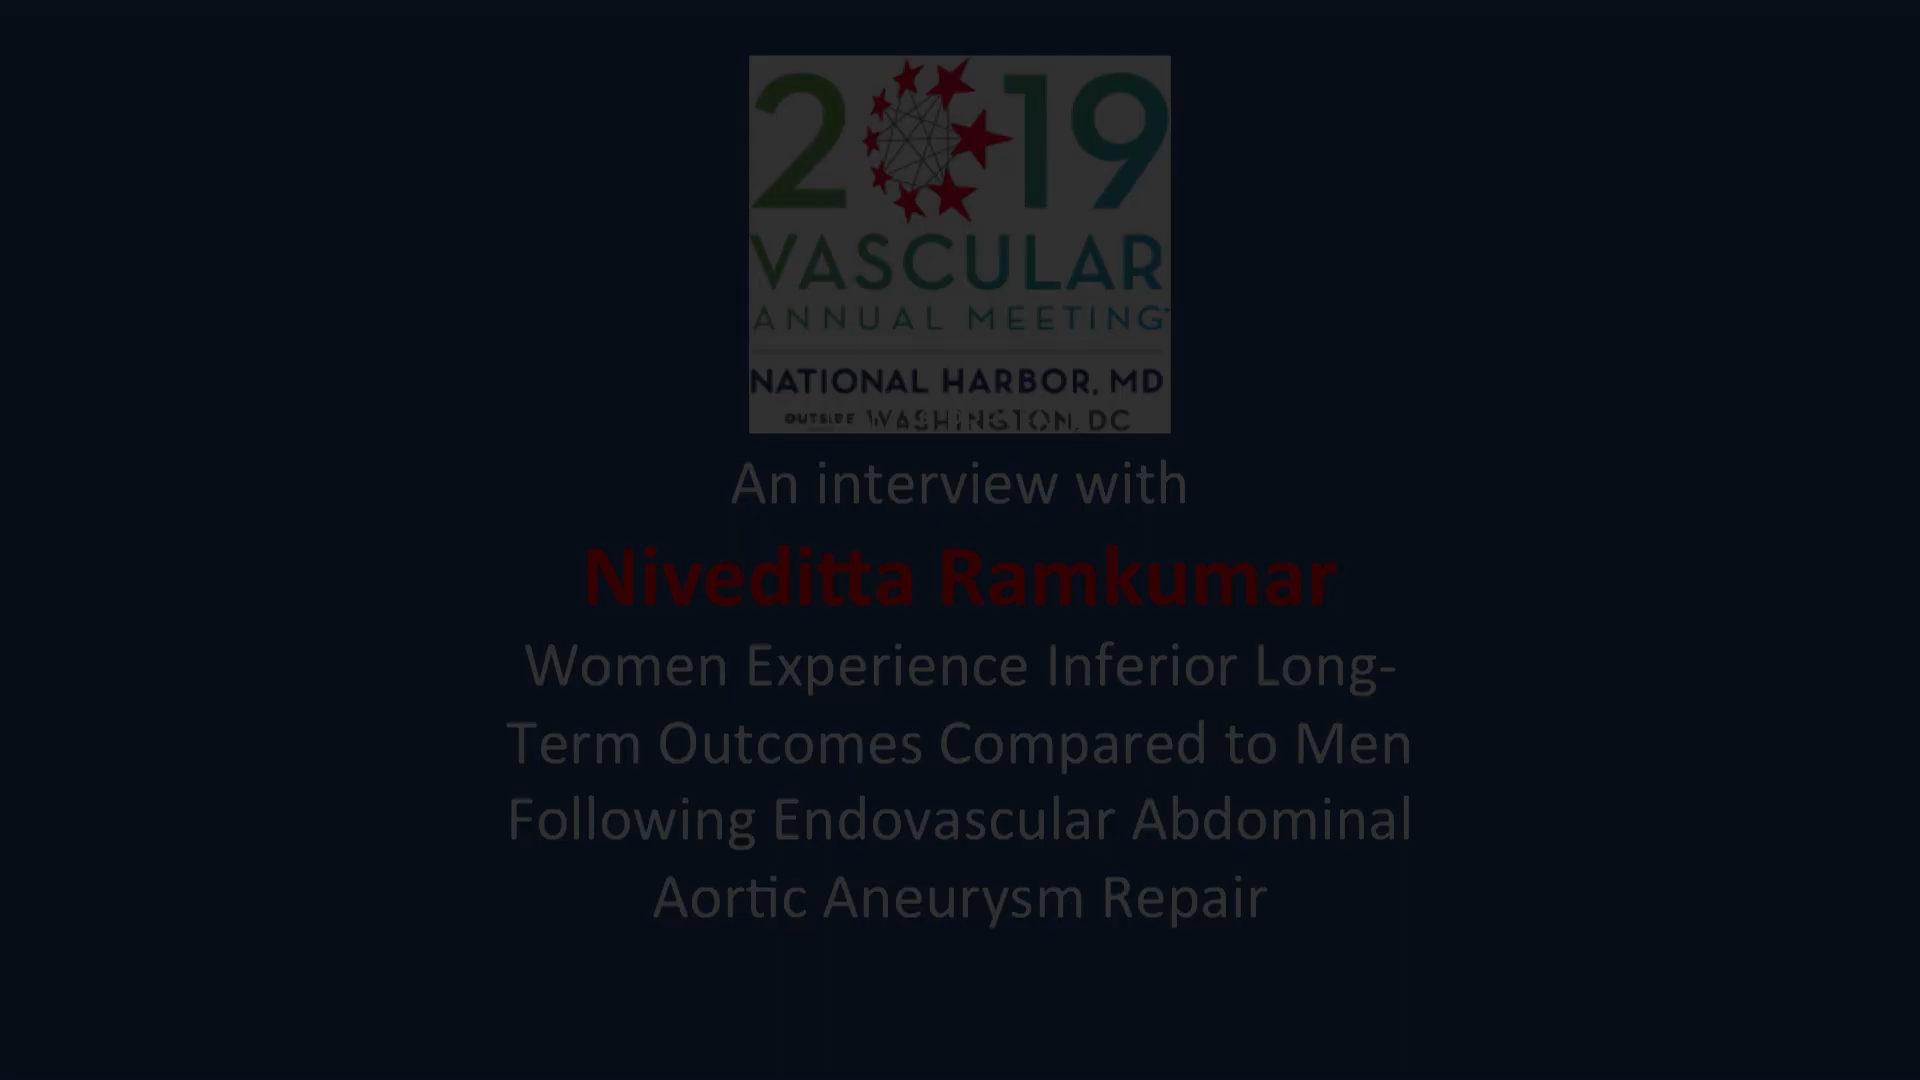 2019
VASCULAR
ANNUAL MEETING
NATIONAL HARBOR, MD
OUTSIDE WASHINGTON, DC
An interview with
Niveditta Ramkumar
Women Experience Inferior Long-
Term Outcomes Compared to Men
Following Endovascular Abdominal
Aortic Aneurysm Repair